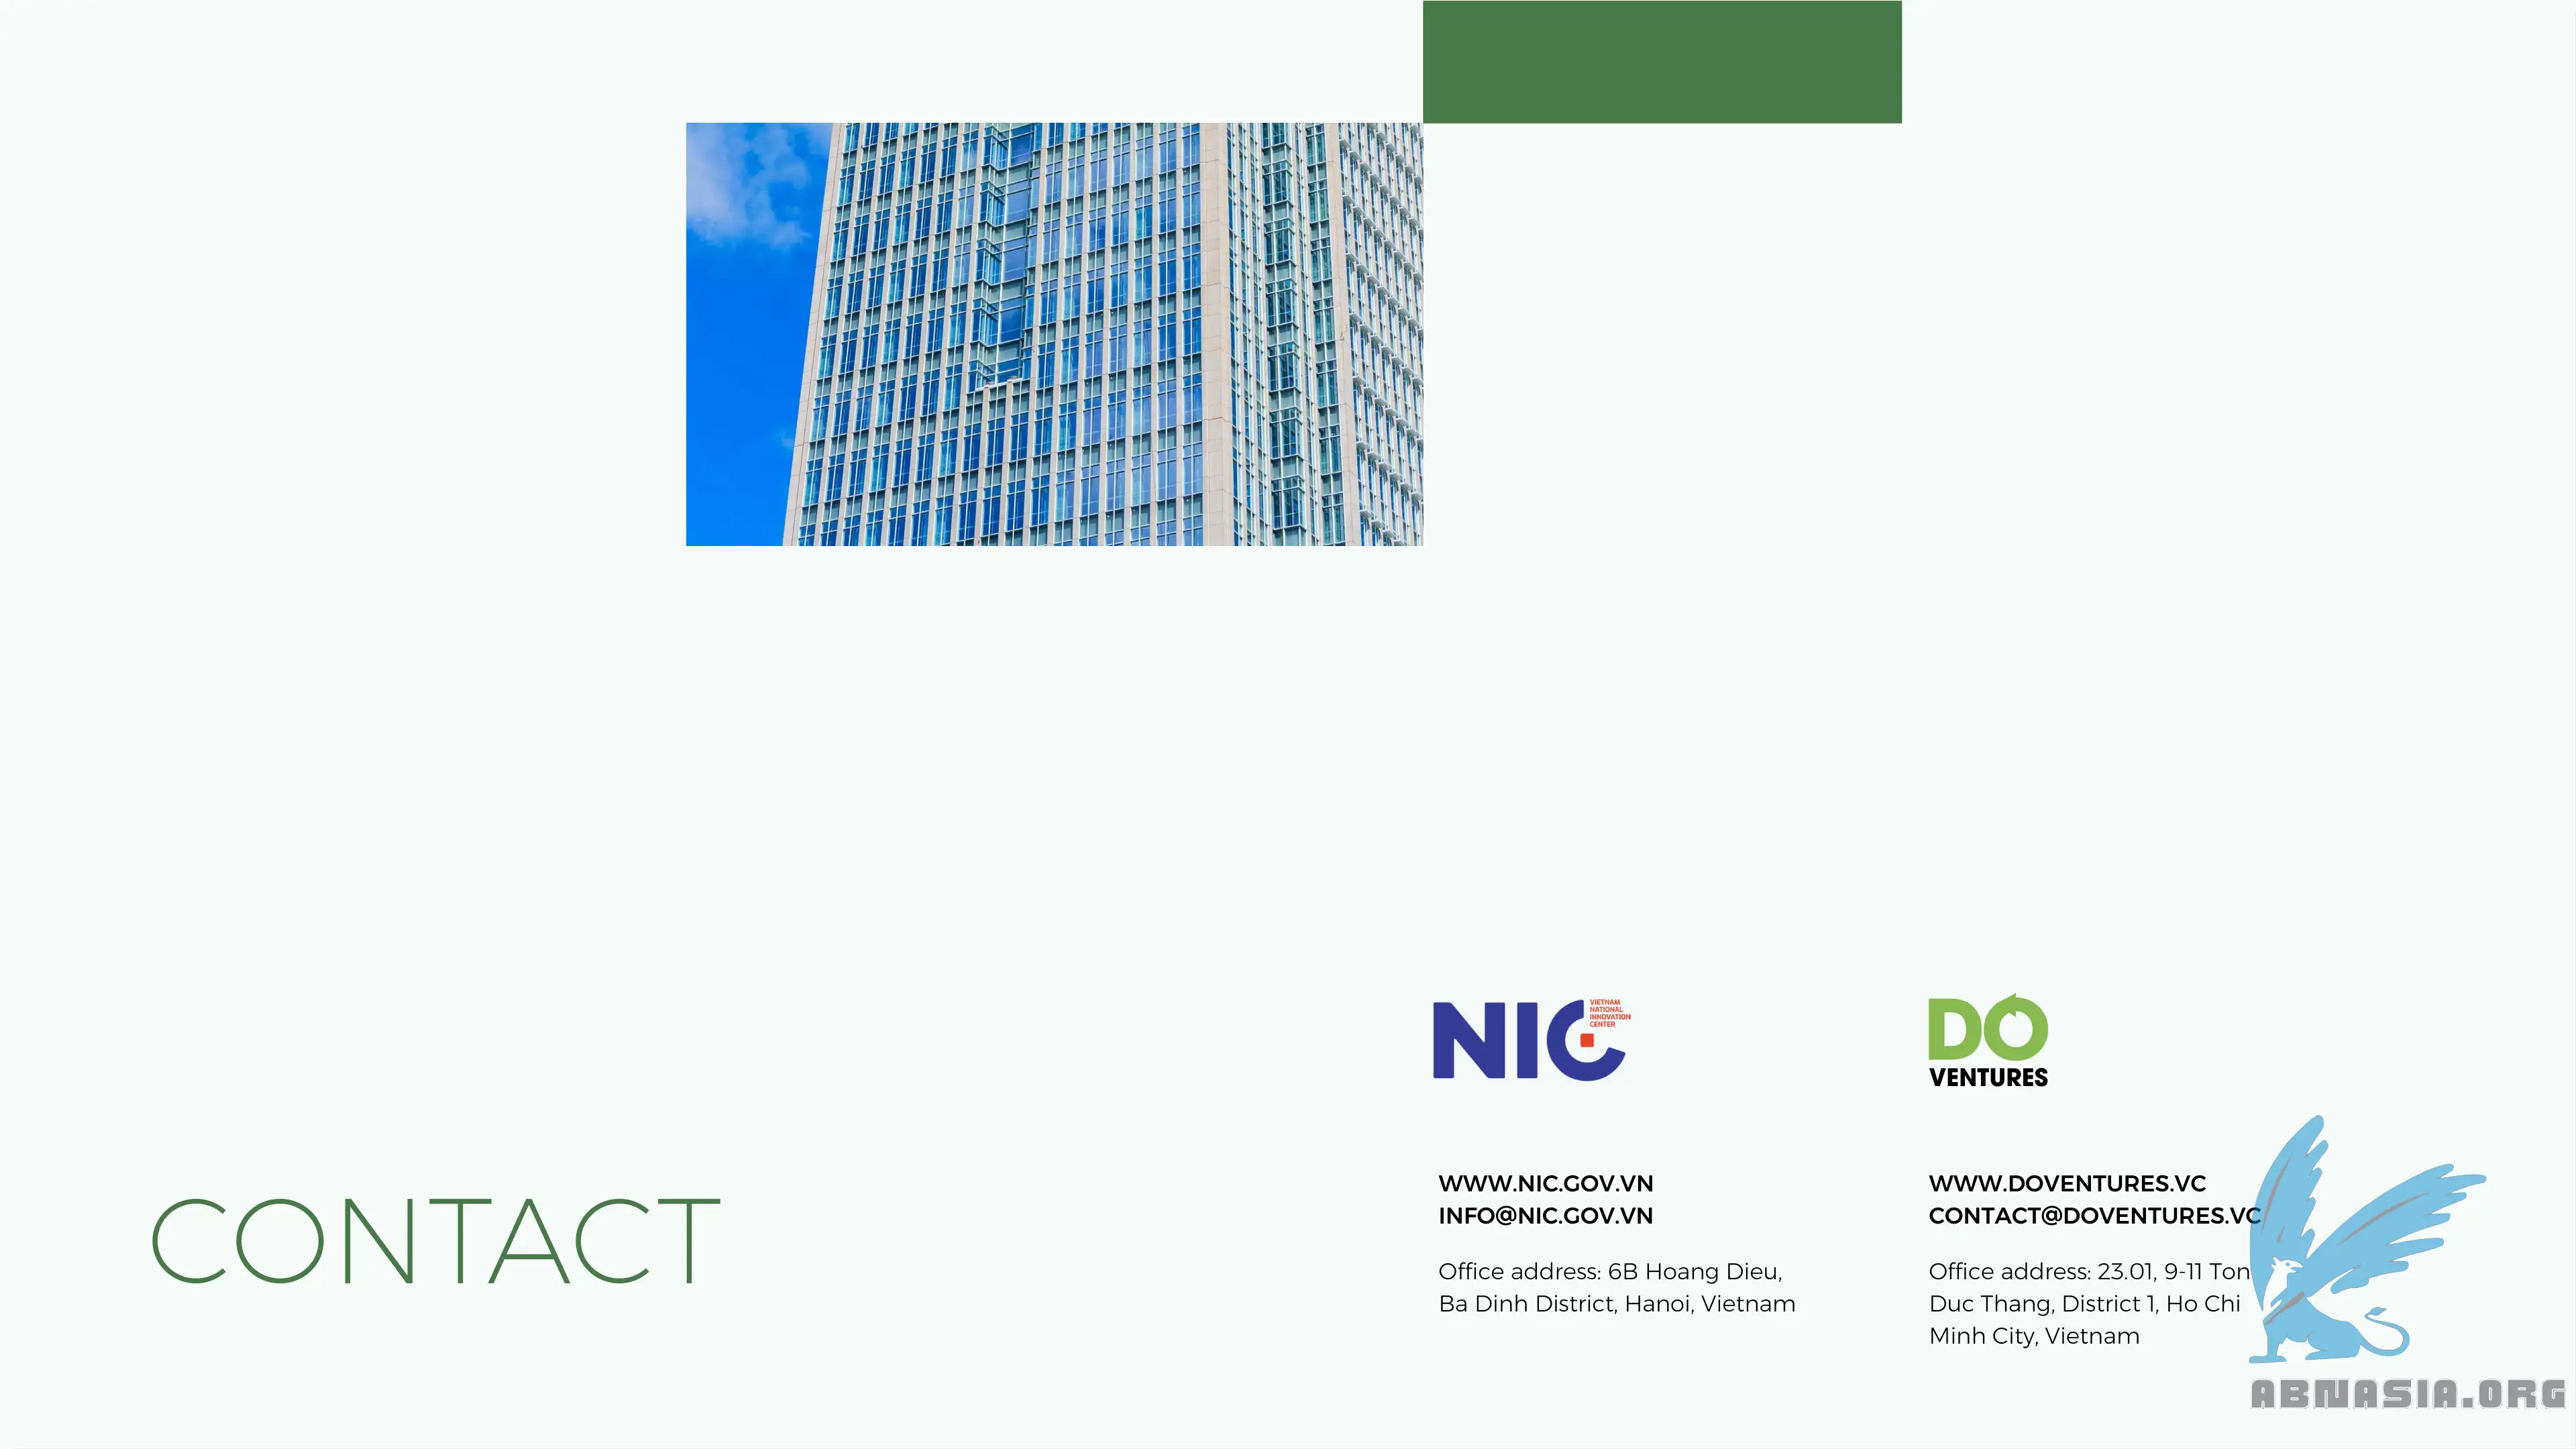 NIC
VIETNAM
NATIONAL
INNOVATION
CENTER
DO
VENTURES
CONTACT
WWW.NIC.GOV.VN
INFO@NIC.GOV.VN
Office address: 6B Hoang Dieu,
Ba Dinh District, Hanoi, Vietnam
WWW.DOVENTURES.VC
CONTACT@DOVENTURES.VC
Office address: 23.01, 9-11 Ton
Duc Thang, District 1, Ho Chi
Minh City, Vietnam
ABNASIA.ORG